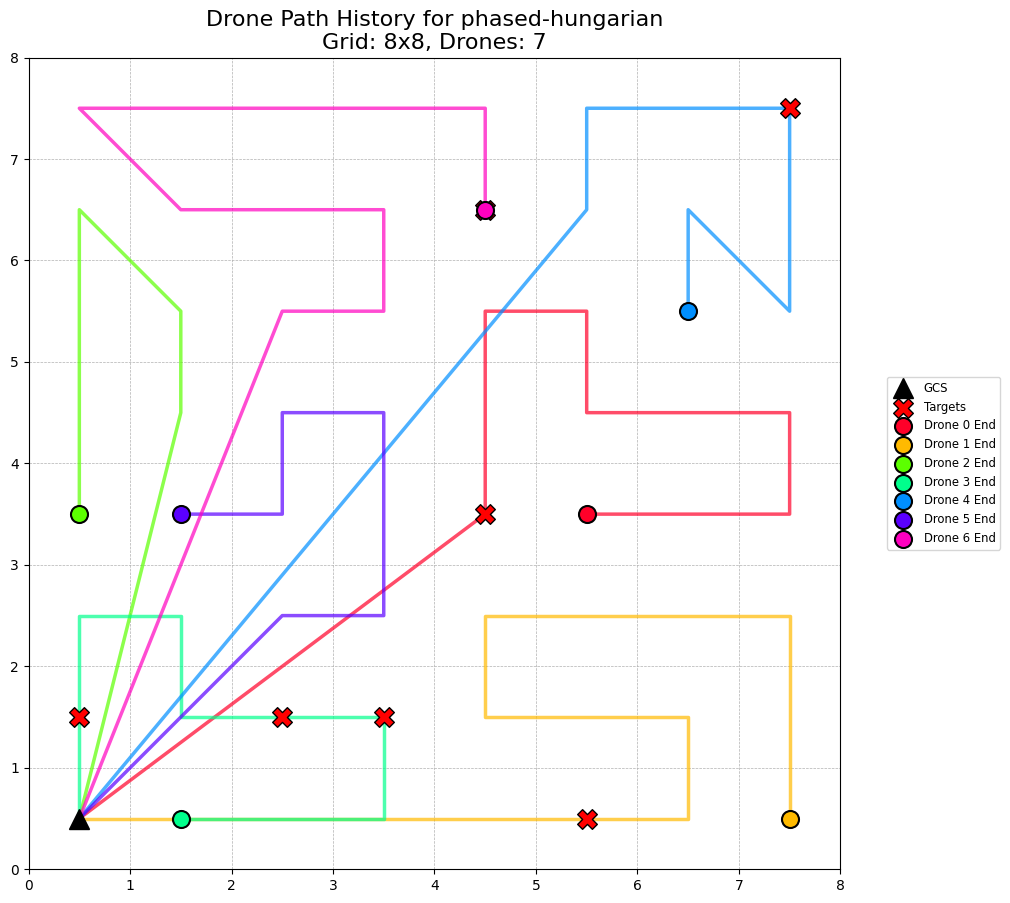 Drone Path History for phased-hungarian
Grid: 8x8, Drones: 7
8
7
6
5
4
3
2
1
0
0 1 2 3 4 5 6 7 8
GCS
Targets
Drone 0 End
Drone 1 End
Drone 2 End
Drone 3 End
Drone 4 End
Drone 5 End
Drone 6 End